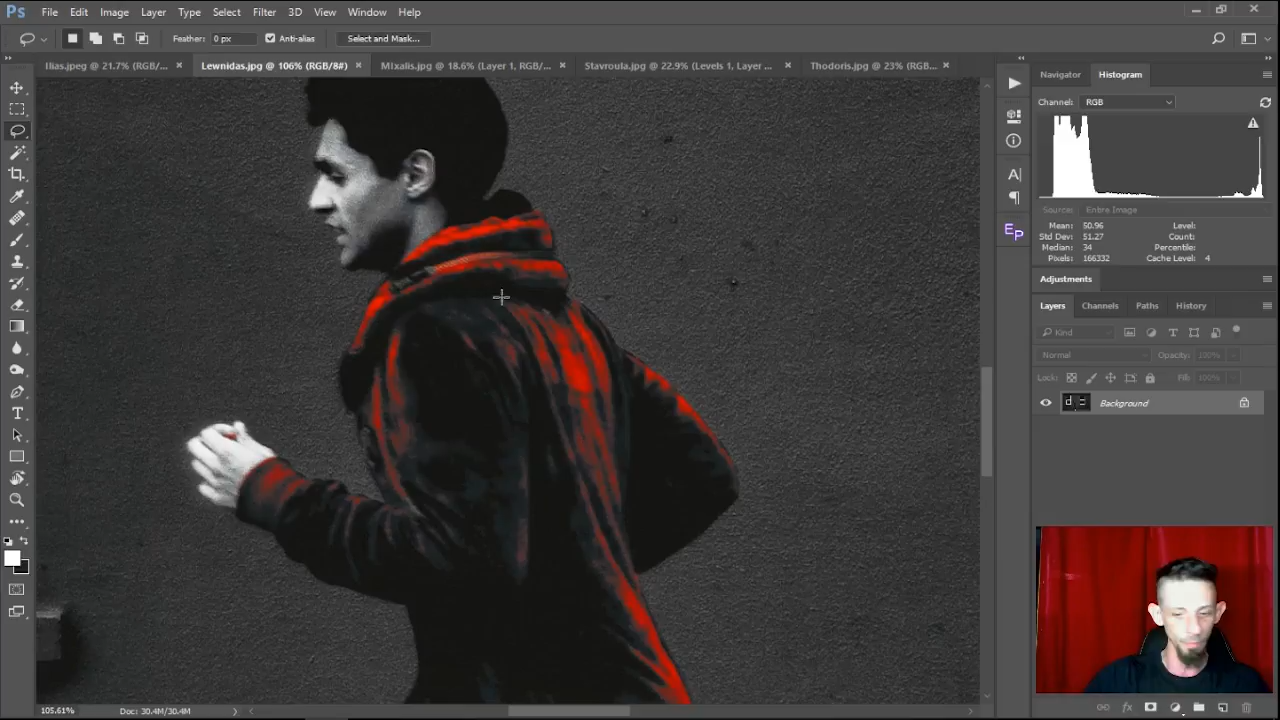 Ps File Edit Image Layer Type Select Filter 3D View Window Help
Feather: 0 px Anti-alias Select and Mask...
Ilias.jpeg @ 21.7% (RGB/... × Lewnidas.jpg @ 106% (RGB/8#) × MIxalis.jpg @ 18.6% (Layer 1, RGB/... × Stavroula.jpg @ 22.9% (Levels 1, Layer ... × Thodoris.jpg @ 23% (RGB... ×
Navigator Histogram
Channel: RGB
Source: Entire Image
Mean: 50.96 Level:
Std Dev: 51.27 Count:
Median: 34 Percentile:
Pixels: 166332 Cache Level: 4
Adjustments
Layers Channels Paths History
Kind
Normal Opacity: 100%
Lock: Fill: 100%
Background
105.61% Doc: 30.4M/30.4M